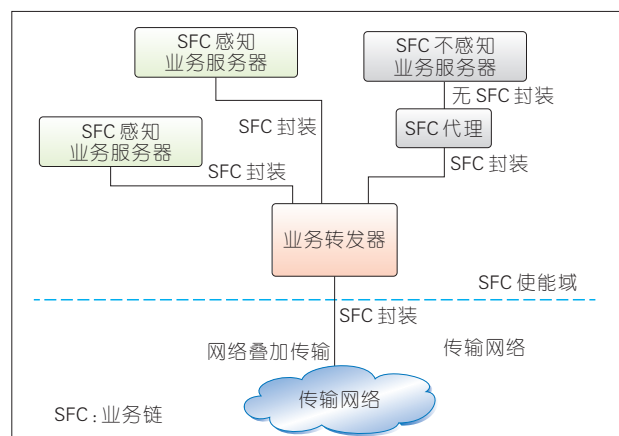 SFC 感知
业务服务器
SFC 不感知
业务服务器
无 SFC 封装
SFC 封装
SFC 代理
SFC 感知
业务服务器
SFC 封装
SFC 封装
业务转发器
SFC 使能域
SFC 封装
网络叠加传输
传输网络
传输网络
SFC：业务链